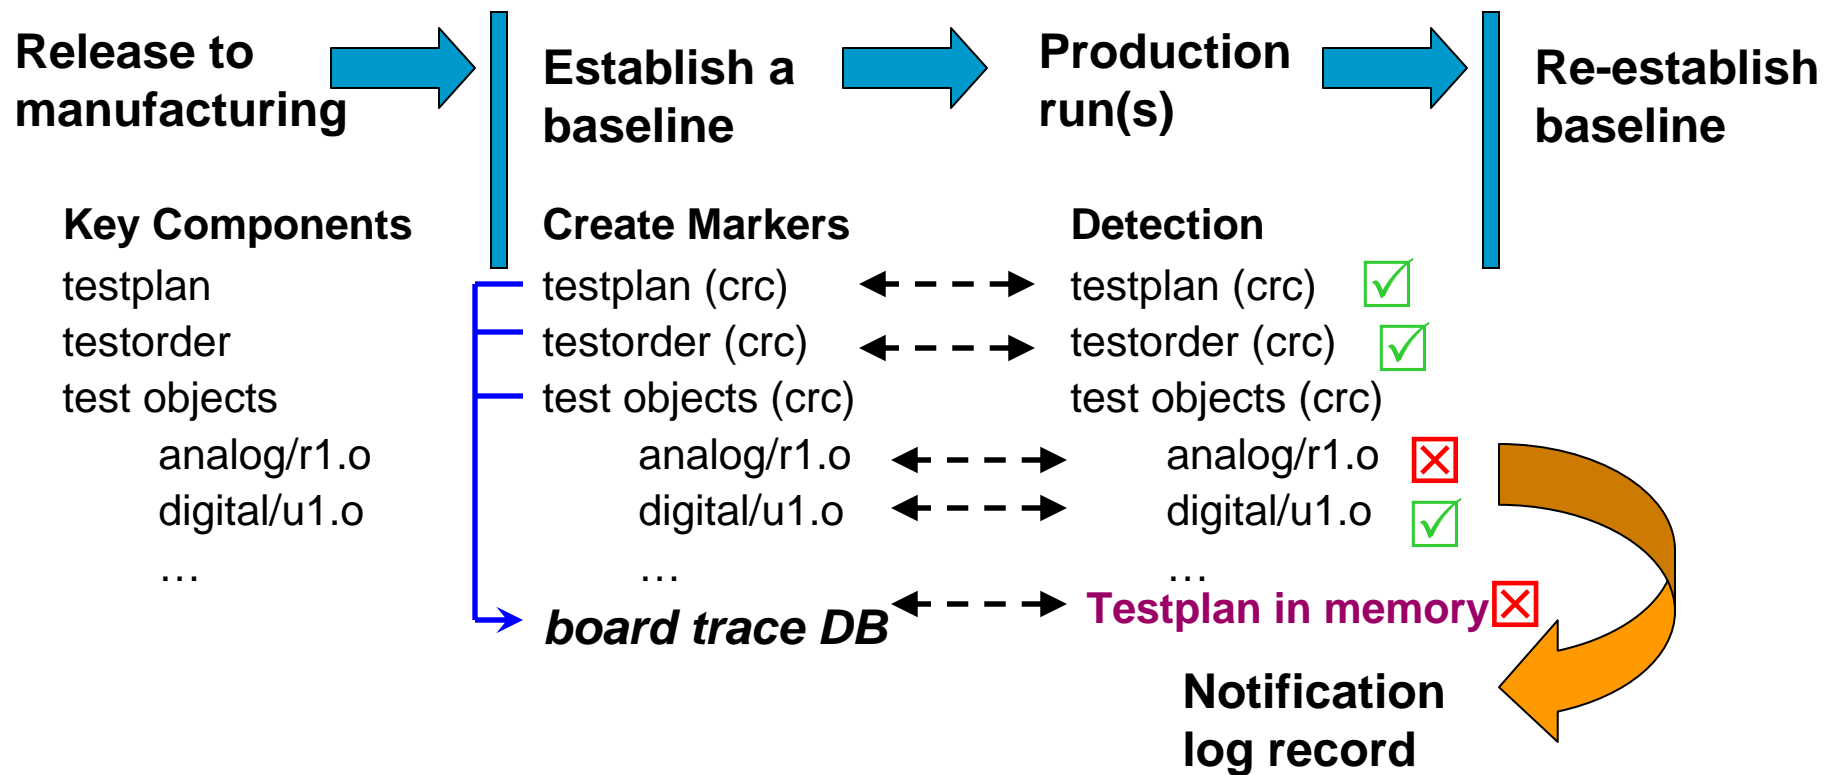 Release to
manufacturing
Establish a
baseline
Production
run(s)
Re-establish
baseline
Key Components
testplan
testorder
test objects
analog/r1.o
digital/u1.o
…
Create Markers
testplan (crc)
testorder (crc)
test objects (crc)
analog/r1.o
digital/u1.o
…
board trace DB
Detection
testplan (crc)
testorder (crc)
test objects (crc)
analog/r1.o
digital/u1.o
…
Testplan in memory
Notification
log record